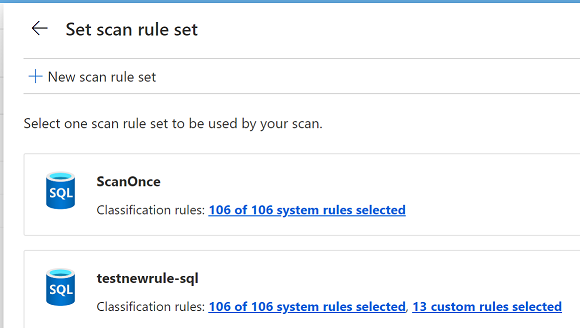 Set scan rule set
New scan rule set
Select one scan rule set to be used by your scan.
SQL
ScanOnce
Classification rules: 106 of 106 system rules selected
SQL
testnewrule-sql
Classification rules: 106 of 106 system rules selected, 13 custom rules selected